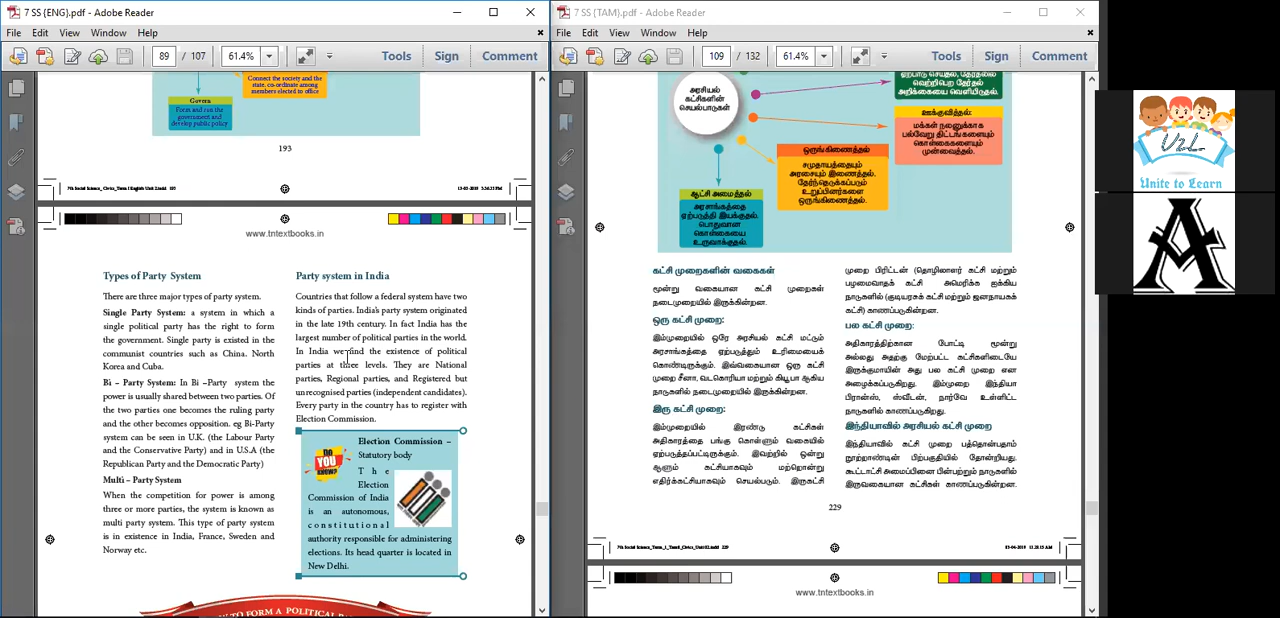 7 SS {ENG}.pdf - Adobe Reader
File Edit View Window Help
89 / 107 61.4% Tools Sign Comment
Connect the society and the
state, co-ordinate among
members elected to office
Govern
Form and run the
government and
develop public policy
193
www.tntextbooks.in
Types of Party System
There are three major types of party system.
Single Party System: a system in which a
single political party has the right to form
the government. Single party is existed in the
communist countries such as China. North
Korea and Cuba.
Bi – Party System: In Bi –Party system the
power is usually shared between two parties. Of
the two parties one becomes the ruling party
and the other becomes opposition. eg Bi-Party
system can be seen in U.K. (the Labour Party
and the Conservative Party) and in U.S.A (the
Republican Party and the Democratic Party)
Multi – Party System
When the competition for power is among
three or more parties, the system is known as
multi party system. This type of party system
is in existence in India, France, Sweden and
Norway etc.
Party system in India
Countries that follow a federal system have two
kinds of parties. India's party system originated
in the late 19th century. In fact India has the
largest number of political parties in the world.
In India we find the existence of political
parties at three levels. They are National
parties, Regional parties, and Registered but
unrecognised parties (independent candidates).
Every party in the country has to register with
Election Commission.
DO YOU KNOW?
Election Commission –
Statutory body
The
Election
Commission of India
is an autonomous,
constitutional
authority responsible for administering
elections. Its head quarter is located in
New Delhi.
7 SS {TAM}.pdf - Adobe Reader
File Edit View Window Help
109 / 132 61.4% Tools Sign Comment
அரசியல்
கட்சிகளின்
செயல்பாடுகள்
ஏற்பாடு செய்தல், தேர்தலில்
வெற்றிபெற தேர்தல்
அறிக்கையை வெளியிடுதல்.
ஊக்குவித்தல்:
மக்கள் நலனுக்காக
பல்வேறு திட்டங்களையும்
கொள்கைகளையும்
முன்வைத்தல்.
ஒருங்கிணைத்தல்
சமுதாயத்தையும்
அரசையும் இணைத்தல்,
தேர்ந்தெடுக்கப்படும்
உறுப்பினர்களை
ஒருங்கிணைத்தல்.
ஆட்சி அமைத்தல்
அரசாங்கத்தை
ஏற்படுத்தி இயக்குதல்
பொதுவான
கொள்கையை
உருவாக்குதல்.
கட்சி முறைகளின் வகைகள்
மூன்று வகையான கட்சி முறைகள்
நடைமுறையில் இருக்கின்றன.
ஒரு கட்சி முறை:
இம்முறையில் ஒரே அரசியல் கட்சி மட்டும்
அரசாங்கத்தை ஏற்படுத்தும் உரிமையைக்
கொண்டிருக்கும். இவ்வகையான ஒரு கட்சி
முறை சீனா, வடகொரியா மற்றும் கியூபா ஆகிய
நாடுகளில் நடைமுறையில் இருக்கின்றன.
இரு கட்சி முறை:
இம்முறையில் இரண்டு கட்சிகள்
அதிகாரத்தை பங்கு கொள்ளும் வகையில்
ஏற்படுத்தப்பட்டிருக்கும். இவற்றில் ஒன்று
ஆளும் கட்சியாகவும் மற்றொன்று
எதிர்கட்சியாகவும் செயல்படும். இருகட்சி
முறை பிரிட்டன் (தொழிலாளர் கட்சி மற்றும்
பழமைவாதக் கட்சி அமெரிக்க ஐக்கிய
நாடுகளில் (குடியரசுக் கட்சி மற்றும் ஜனநாயகக்
கட்சி) காணப்படுகின்றன.
பல கட்சி முறை:
அதிகாரத்திற்கான போட்டி மூன்று
அல்லது அதற்கு மேற்பட்ட கட்சிகளிடையே
இருக்குமாயின் அது பல கட்சி முறை என
அழைக்கப்படுகிறது. இம்முறை இந்தியா
பிரான்ஸ், ஸ்வீடன், நார்வே உள்ளிட்ட
நாடுகளில் காணப்படுகிறது.
இந்தியாவில் அரசியல் கட்சி முறை
இந்தியாவில் கட்சி முறை பத்தொன்பதாம்
நூற்றாண்டின் பிற்பகுதியில் தோன்றியது.
கூட்டாட்சி அமைப்பினை பின்பற்றும் நாடுகளில்
இருவகையான கட்சிகள் காணப்படுகின்றன.
229
www.tntextbooks.in
U2L
Unite to Learn
A